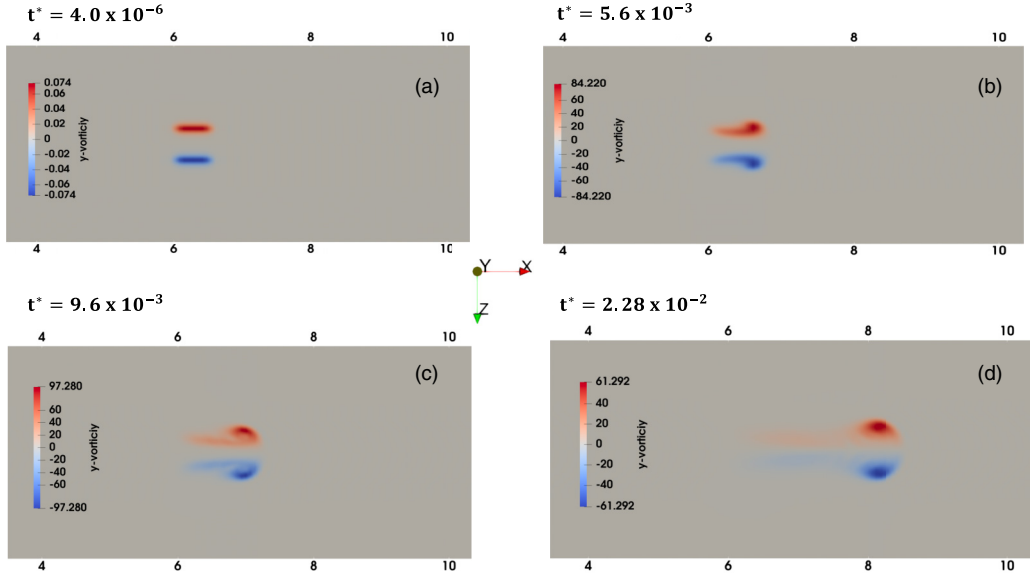 t* = 4.0 x 10⁻⁶
4 6 8 10
(a)
0.074
0.06
0.04
0.02
0
-0.02
-0.04
-0.06
-0.074
y-vorticiy
4 6 8 10
t* = 5.6 x 10⁻³
4 6 8 10
(b)
84.220
60
40
20
0
-20
-40
-60
-84.220
y-vorticiy
4 6 8 10
Y X
Z
t* = 9.6 x 10⁻³
4 6 8 10
(c)
97.280
60
40
20
0
-20
-40
-60
-97.280
y-vorticiy
4 6 8 10
t* = 2.28 x 10⁻²
4 6 8 10
(d)
61.292
40
20
0
-20
-40
-61.292
y-vorticiy
4 6 8 10